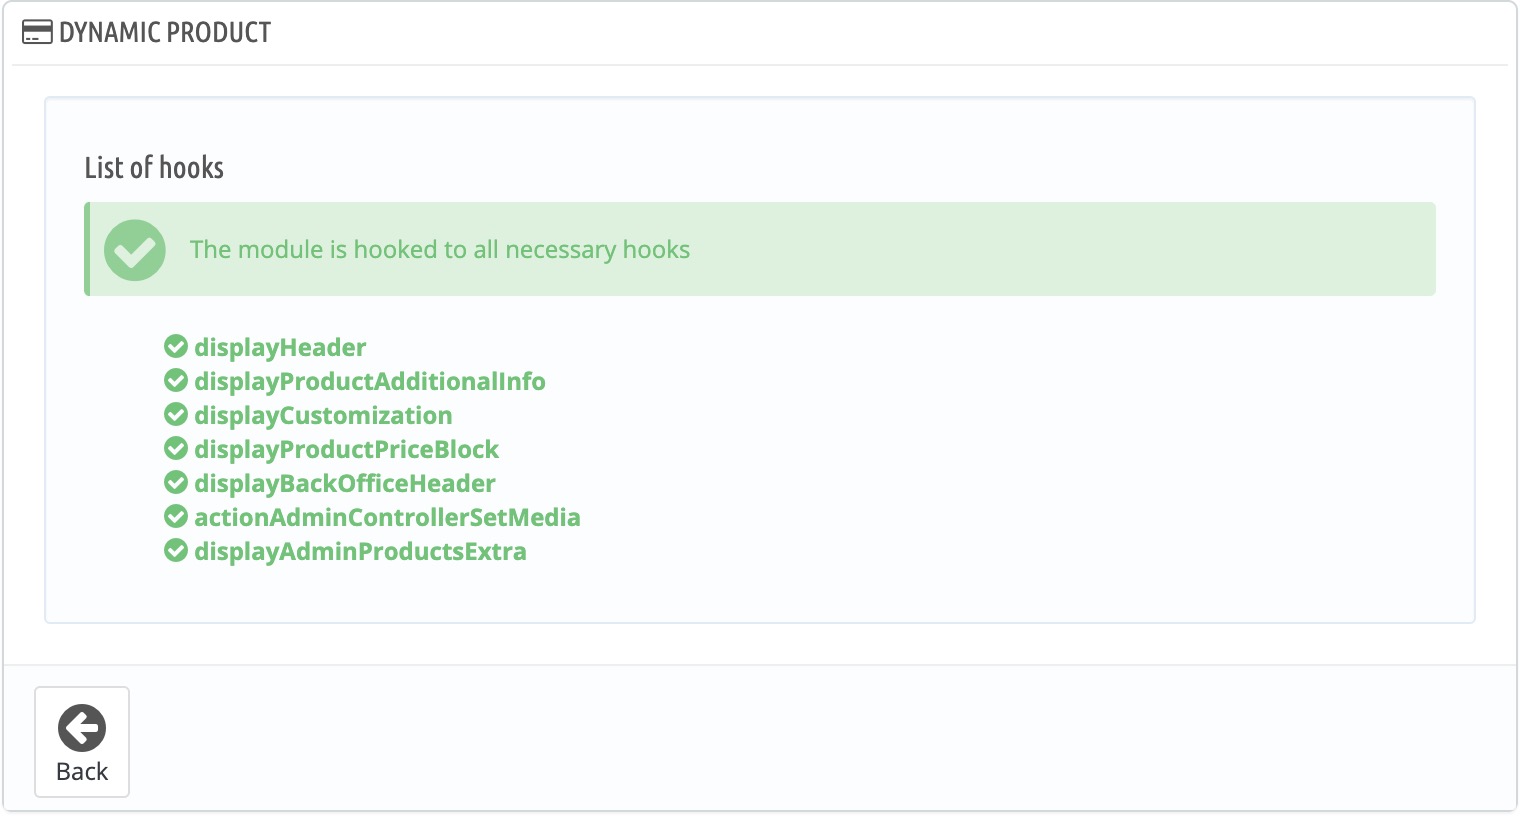 DYNAMIC PRODUCT
List of hooks
The module is hooked to all necessary hooks
displayHeader
displayProductAdditionalInfo
displayCustomization
displayProductPriceBlock
displayBackOfficeHeader
actionAdminControllerSetMedia
displayAdminProductsExtra
Back